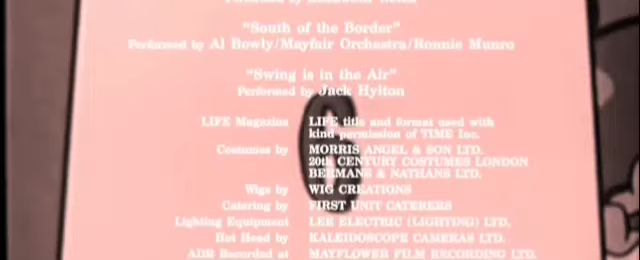 "South of the Border"
Performed by Al Bowly/Mayfair Orchestra/Ronnie Munro
"Swing is in the Air"
Performed by Jack Hylton
LIFE Magazine LIFE title and format used with
kind permission of TIME Inc.
Costumes by MORRIS ANGEL & SON LTD.
20th CENTURY COSTUMES LONDON
BERMANS & NATHANS LTD.
Wigs by WIG CREATIONS
Catering by FIRST UNIT CATERERS
Lighting Equipment LEE ELECTRIC (LIGHTING) LTD.
Hot Head by KALEIDOSCOPE CAMERAS LTD.
ADR Recorded at MAYFLOWER FILM RECORDING LTD.